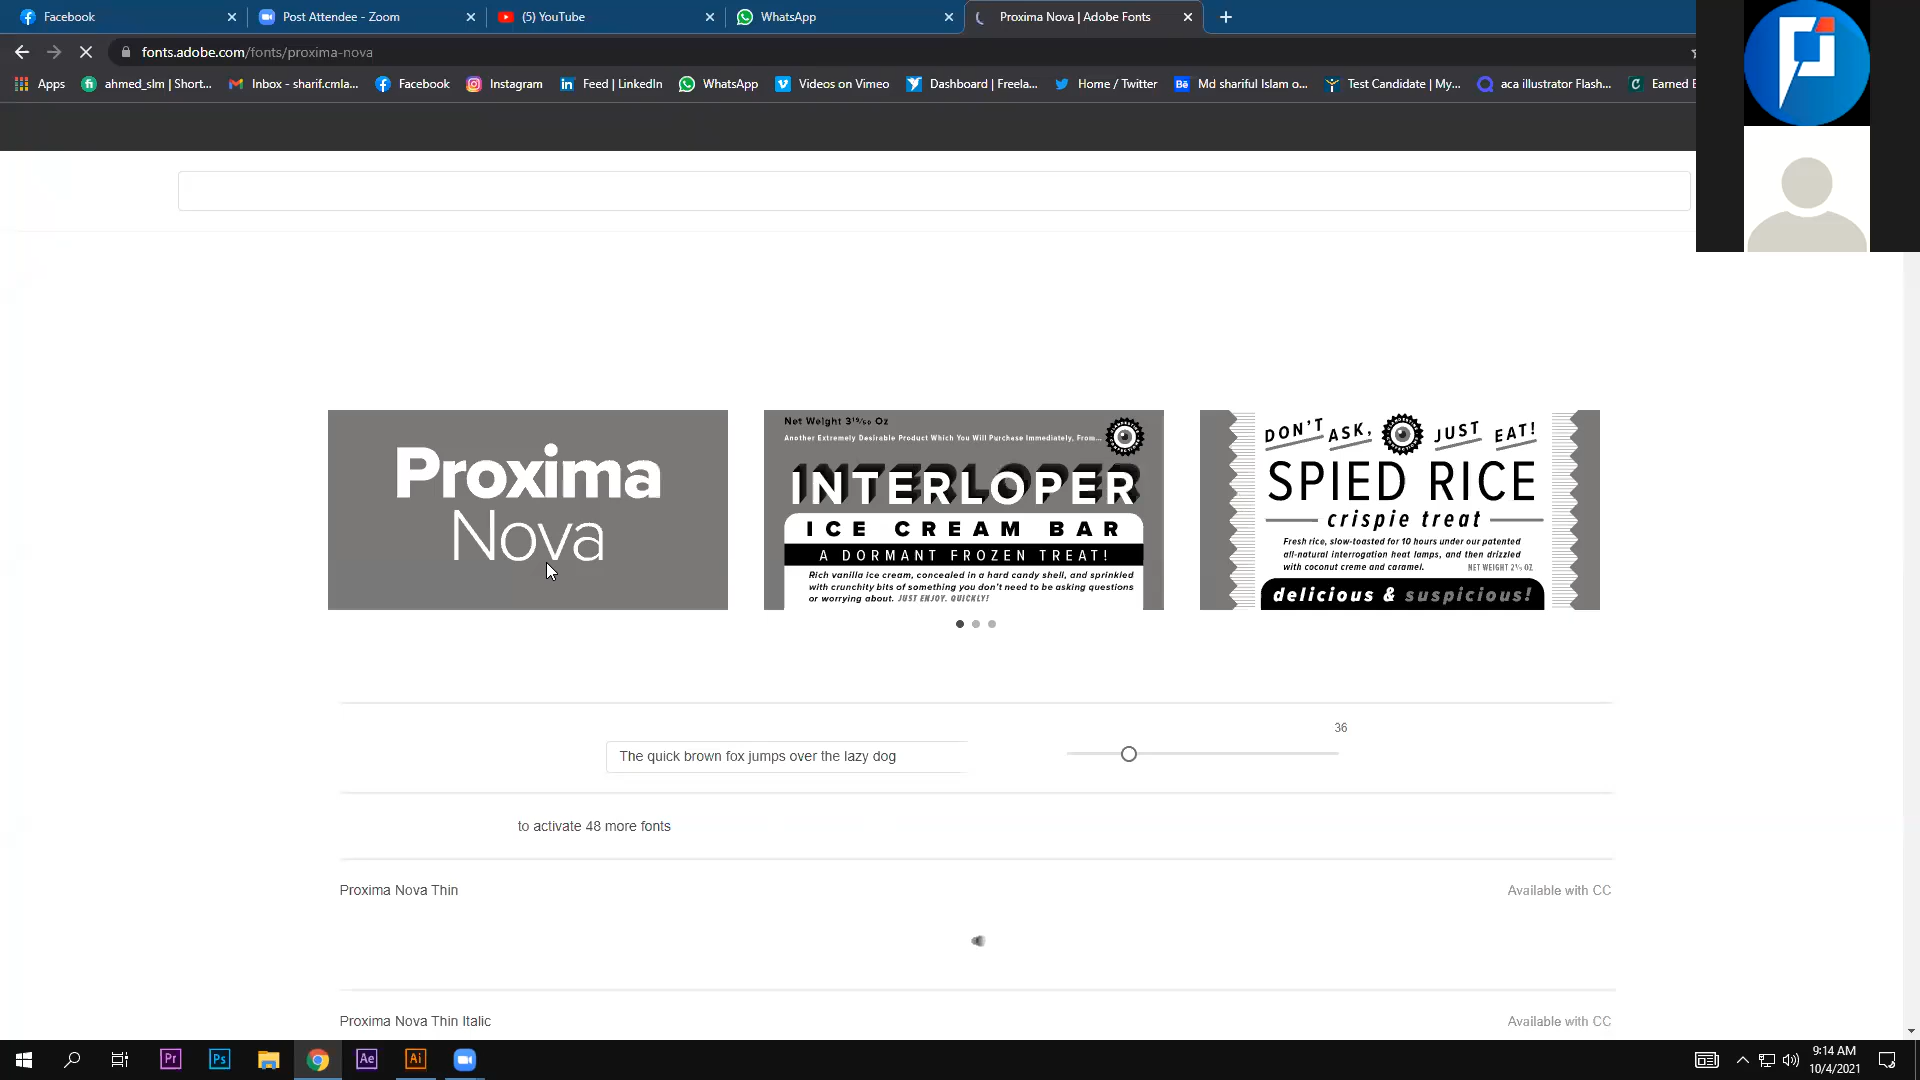 Facebook
Post Attendee - Zoom
(5) YouTube
WhatsApp
Proxima Nova | Adobe Fonts
fonts.adobe.com/fonts/proxima-nova
Apps
ahmed_slm | Short...
Inbox - sharif.cmla...
Facebook
Instagram
Feed | LinkedIn
WhatsApp
Videos on Vimeo
Dashboard | Freela...
Home / Twitter
Md shariful Islam o...
Test Candidate | My...
aca illustrator Flash...
Earned
Proxima
Nova
Net Weight 3 19/50 Oz
Another Extremely Desirable Product Which You Will Purchase Immediately, From...
INTERLOPER
ICE CREAM BAR
A DORMANT FROZEN TREAT!
Rich vanilla ice cream, concealed in a hard candy shell, and sprinkled
with crunchity bits of something you don't need to be asking questions
or worrying about. JUST ENJOY. QUICKLY!
DON'T ASK, JUST EAT!
SPIED RICE
crispie treat
Fresh rice, slow-toasted for 10 hours under our patented
all-natural interrogation heat lamps, and then drizzled
with coconut creme and caramel.
delicious & suspicious!
36
The quick brown fox jumps over the lazy dog
to activate 48 more fonts
Proxima Nova Thin
Available with CC
Proxima Nova Thin Italic
Available with CC
Pr
Ps
Ae
Ai
9:14 AM
10/4/2021